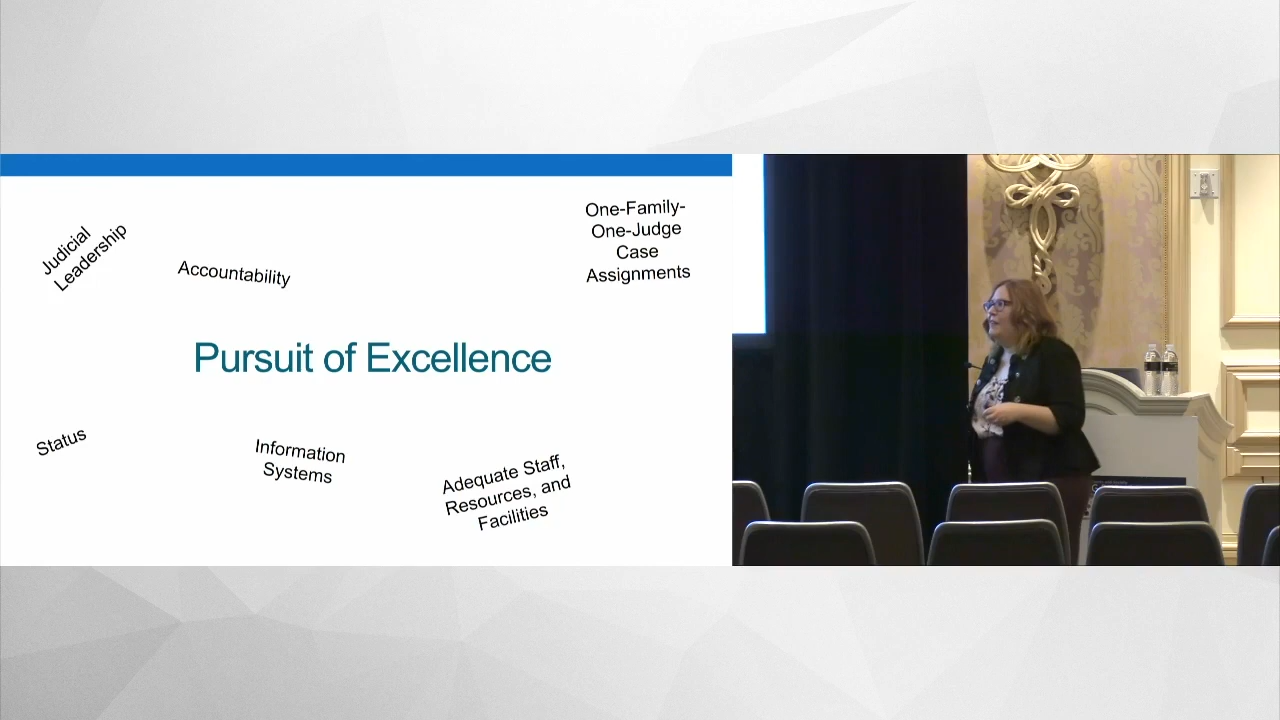 Judicial
Leadership
Accountability
One-Family-
One-Judge
Case
Assignments
Pursuit of Excellence
Status
Information
Systems
Adequate Staff,
Resources, and
Facilities